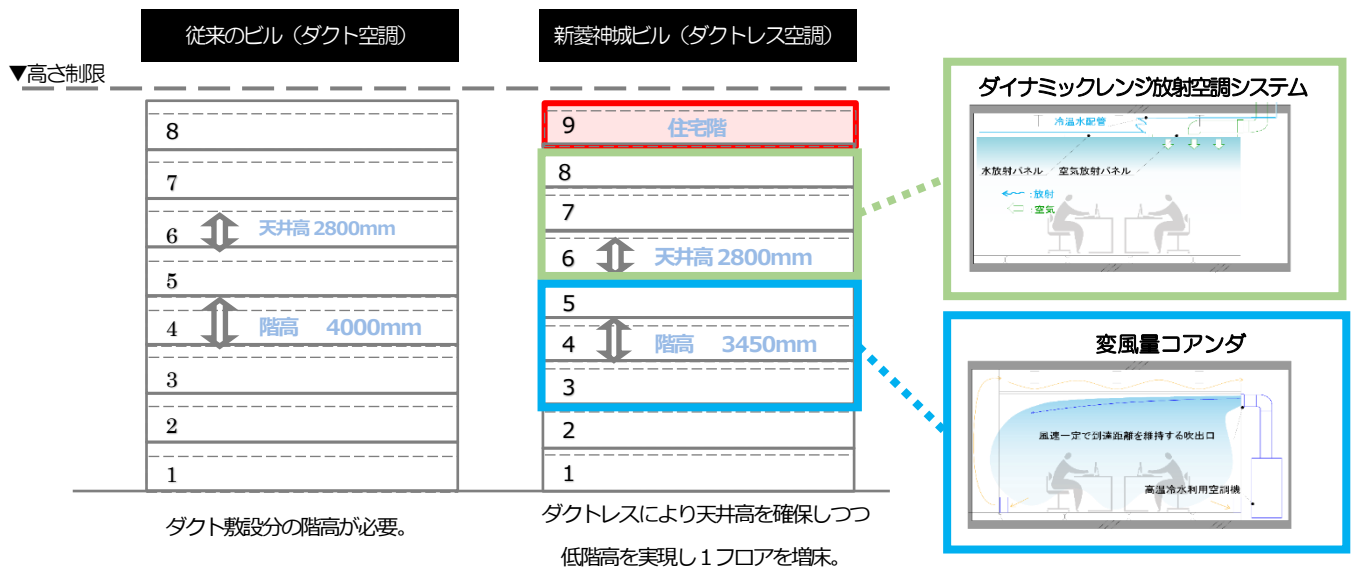 従来のビル（ダクト空調）
新菱神城ビル（ダクトレス空調）
▼高さ制限
8
7
6
天井高 2800mm
5
4
階高 4000mm
3
2
1
ダクト敷設分の階高が必要。
9
住宅階
8
7
6
天井高 2800mm
5
4
階高 3450mm
3
2
1
ダクトレスにより天井高を確保しつつ
低階高を実現し１フロアを増床。
ダイナミックレンジ放射空調システム
冷温水配管
水放射パネル 空気放射パネル
：放射
：空気
変風量コアンダ
風速一定で到達距離を維持する吹出口
高温冷水利用空調機